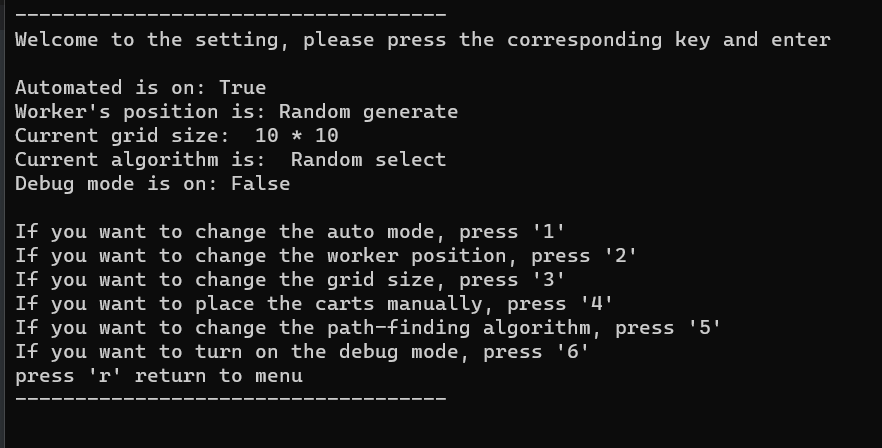 ------------------------------------
Welcome to the setting, please press the corresponding key and enter

Automated is on: True
Worker's position is: Random generate
Current grid size:  10 * 10
Current algorithm is:  Random select
Debug mode is on: False

If you want to change the auto mode, press '1'
If you want to change the worker position, press '2'
If you want to change the grid size, press '3'
If you want to place the carts manually, press '4'
If you want to change the path-finding algorithm, press '5'
If you want to turn on the debug mode, press '6'
press 'r' return to menu
------------------------------------